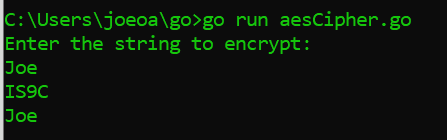 C:\Users\joeoa\go>go run aesCipher.go
Enter the string to encrypt:
Joe
IS9C
Joe